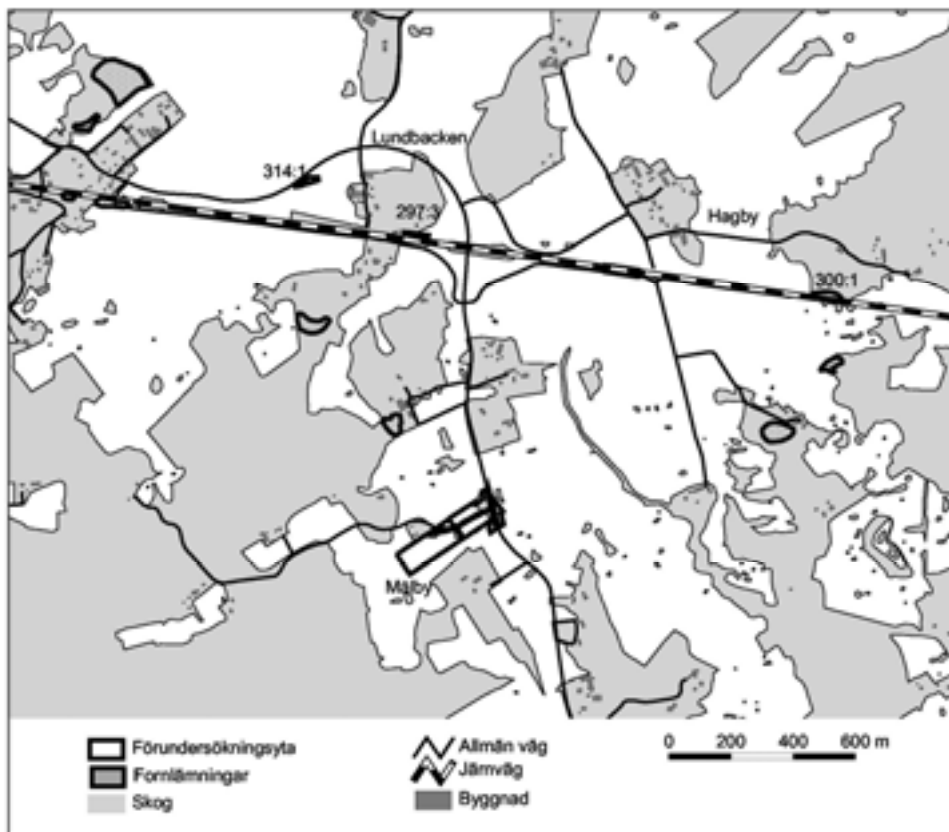 Lundbacken
314:1
297:3
Hagby
300:1
Målby
Förundersökningsyta
Fornlämningar
Skog
Allmän väg
Järnväg
Byggnad
0 200 400 600 m